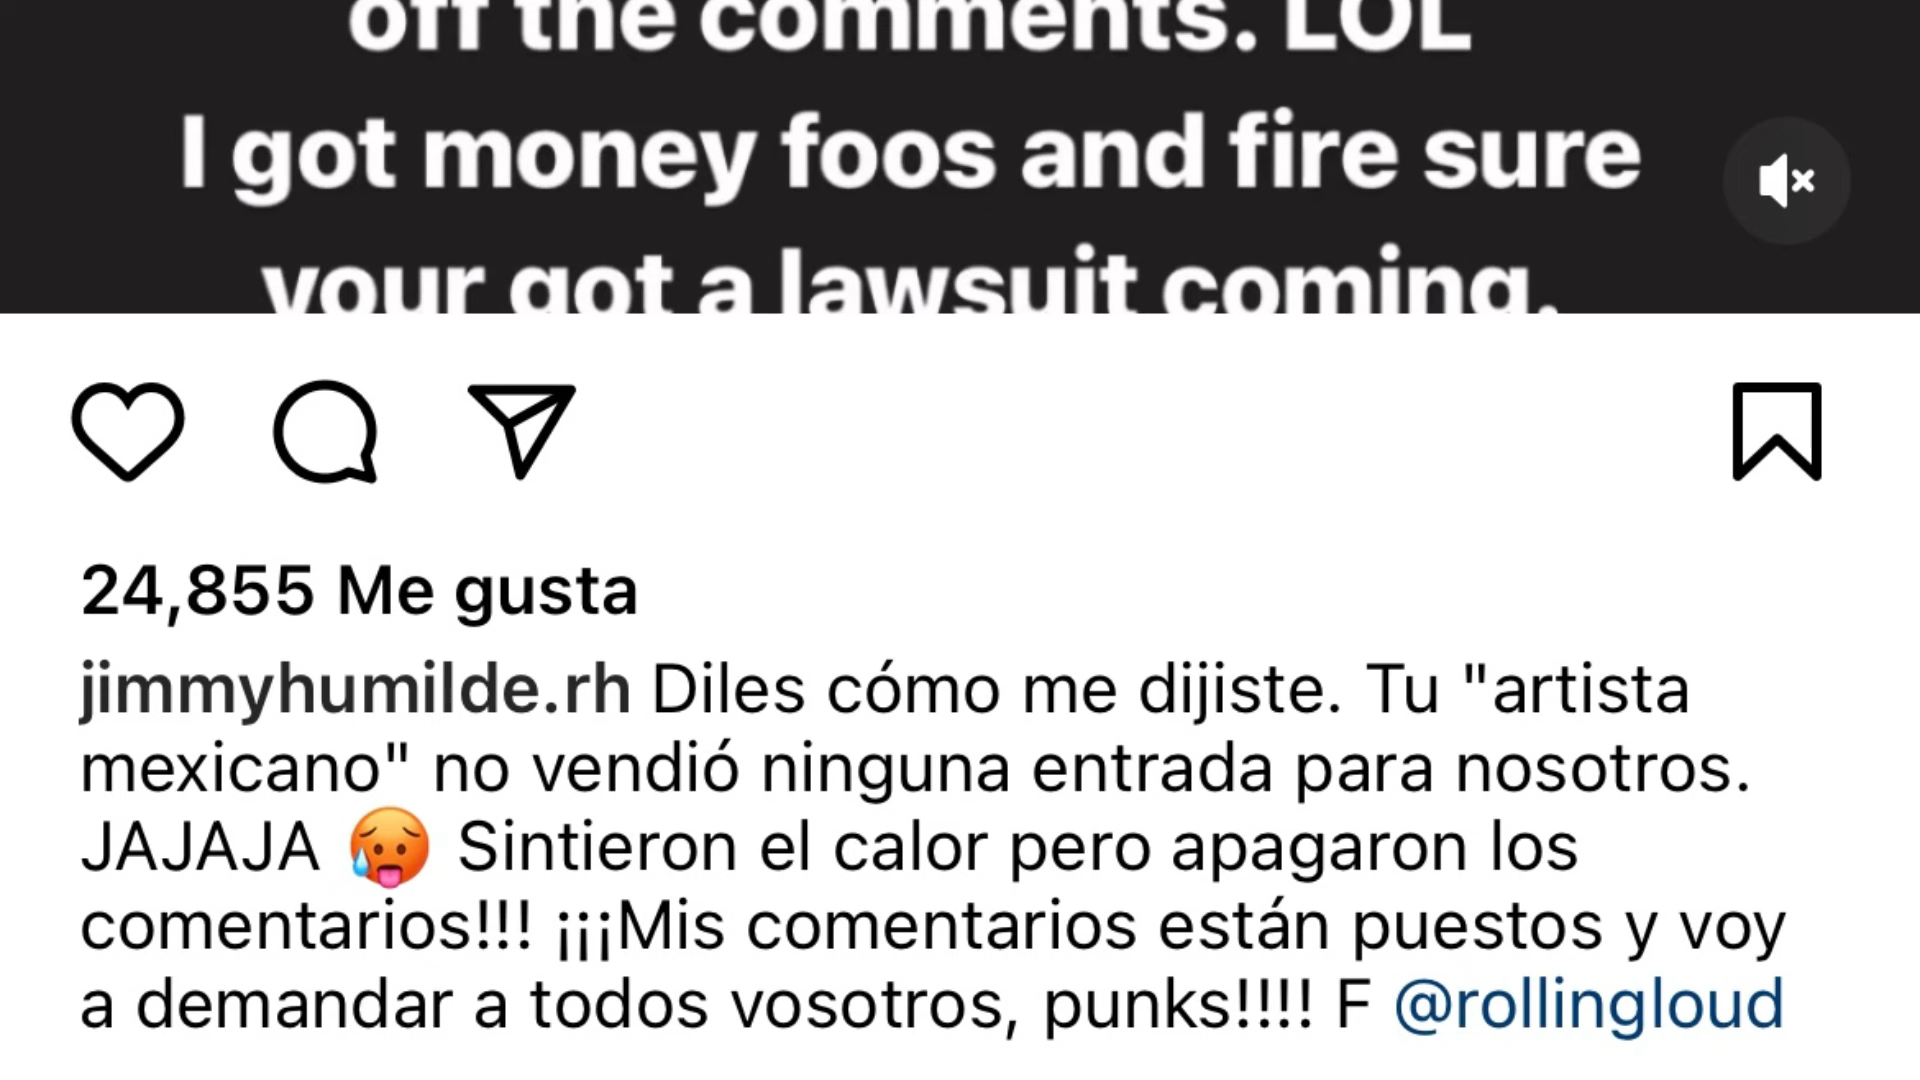 off the comments. LOL
I got money foos and fire sure
your got a lawsuit coming.
24,855 Me gusta
jimmyhumilde.rh Diles cómo me dijiste. Tu "artista
mexicano" no vendió ninguna entrada para nosotros.
JAJAJA 🥵 Sintieron el calor pero apagaron los
comentarios!!! ¡¡¡Mis comentarios están puestos y voy
a demandar a todos vosotros, punks!!!! F @rollingloud